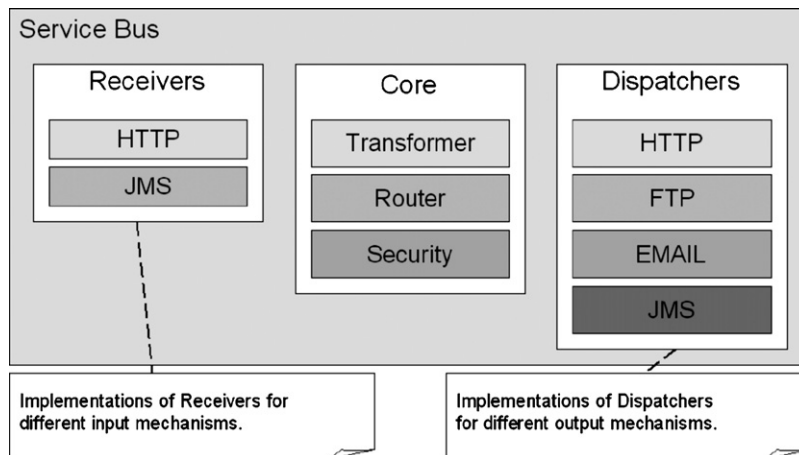 Service Bus
Receivers
HTTP
JMS
Core
Transformer
Router
Security
Dispatchers
HTTP
FTP
EMAIL
JMS
Implementations of Receivers for
different input mechanisms.
Implementations of Dispatchers
for different output mechanisms.